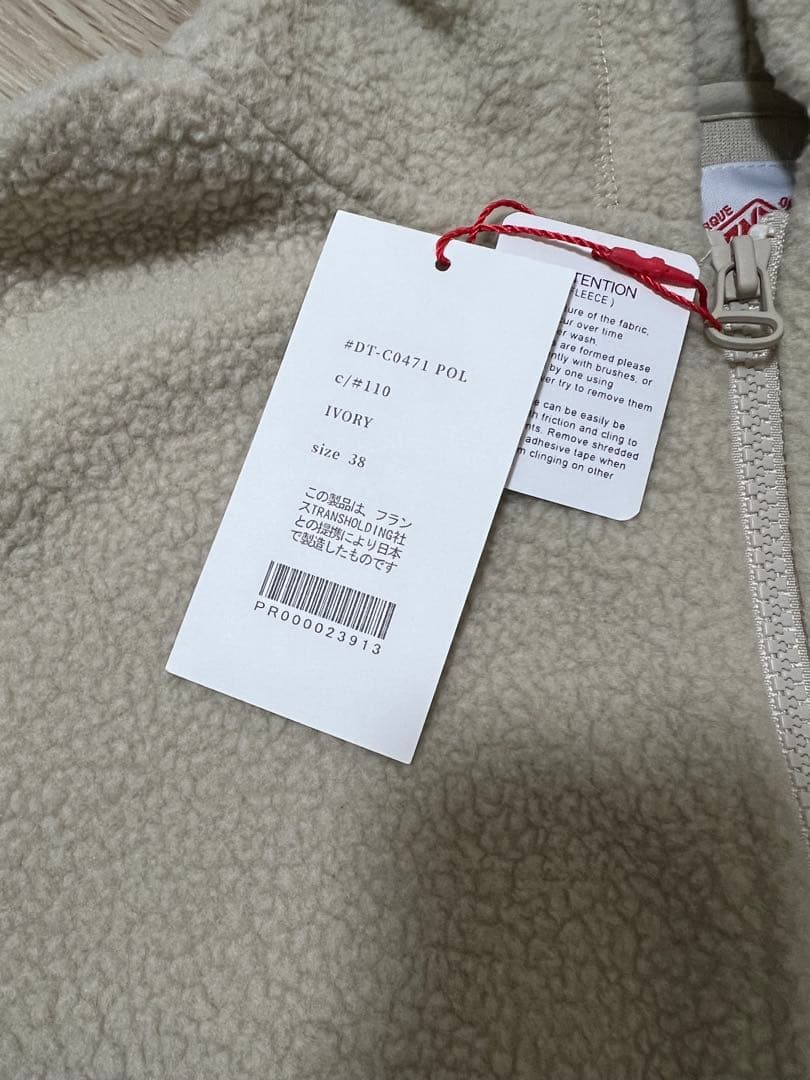 #DT-C0471 POL
c/#110
IVORY
size 38
この製品は、フラン
スTRANSHOLDING社
との提携により日本
で製造したものです
PR000023913
TENTION
LEECE )
ure of the fabric,
ur over time
wash.
are formed please
ntly with brushes, or
by one using
er try to remove them
e can be easily be
h friction and cling to
nts. Remove shredded
adhesive tape when
m clinging on other
RQUE